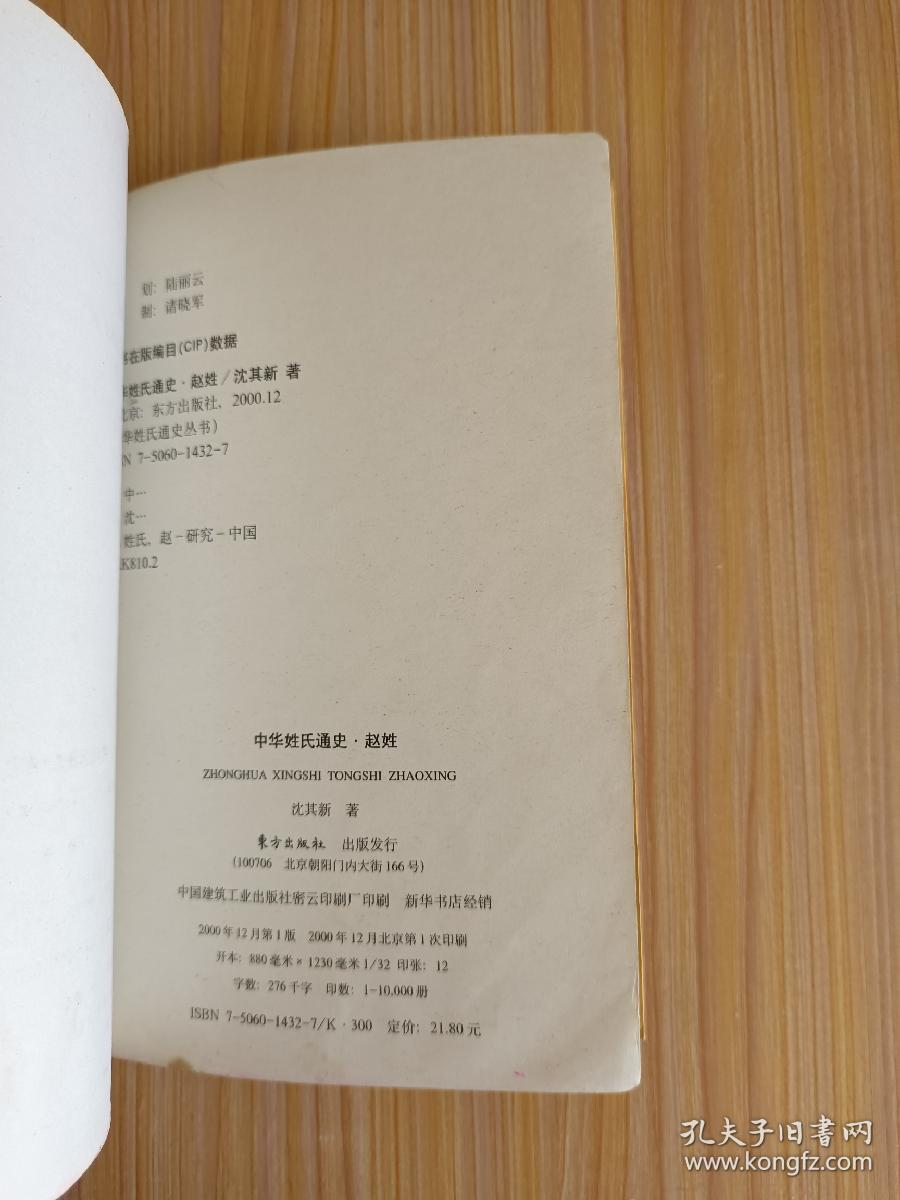 划：陆丽云
制：诸晓军
书在版编目(CIP)数据
华姓氏通史·赵姓/沈其新 著
北京：东方出版社，2000.12
华姓氏通史丛书）
N 7-5060-1432-7
中…
沈…
姓氏，赵－研究－中国
K810.2
中华姓氏通史·赵姓
ZHONGHUA XINGSHI TONGSHI ZHAOXING
沈其新 著
東方出版社 出版发行
(100706 北京朝阳门内大街166号)
中国建筑工业出版社密云印刷厂印刷 新华书店经销
2000年12月第1版 2000年12月北京第1次印刷
开本：880毫米×1230毫米1/32 印张：12
字数：276千字 印数：1-10,000册
ISBN 7-5060-1432-7/K·300 定价：21.80元
孔夫子旧书网
www.kongfz.com